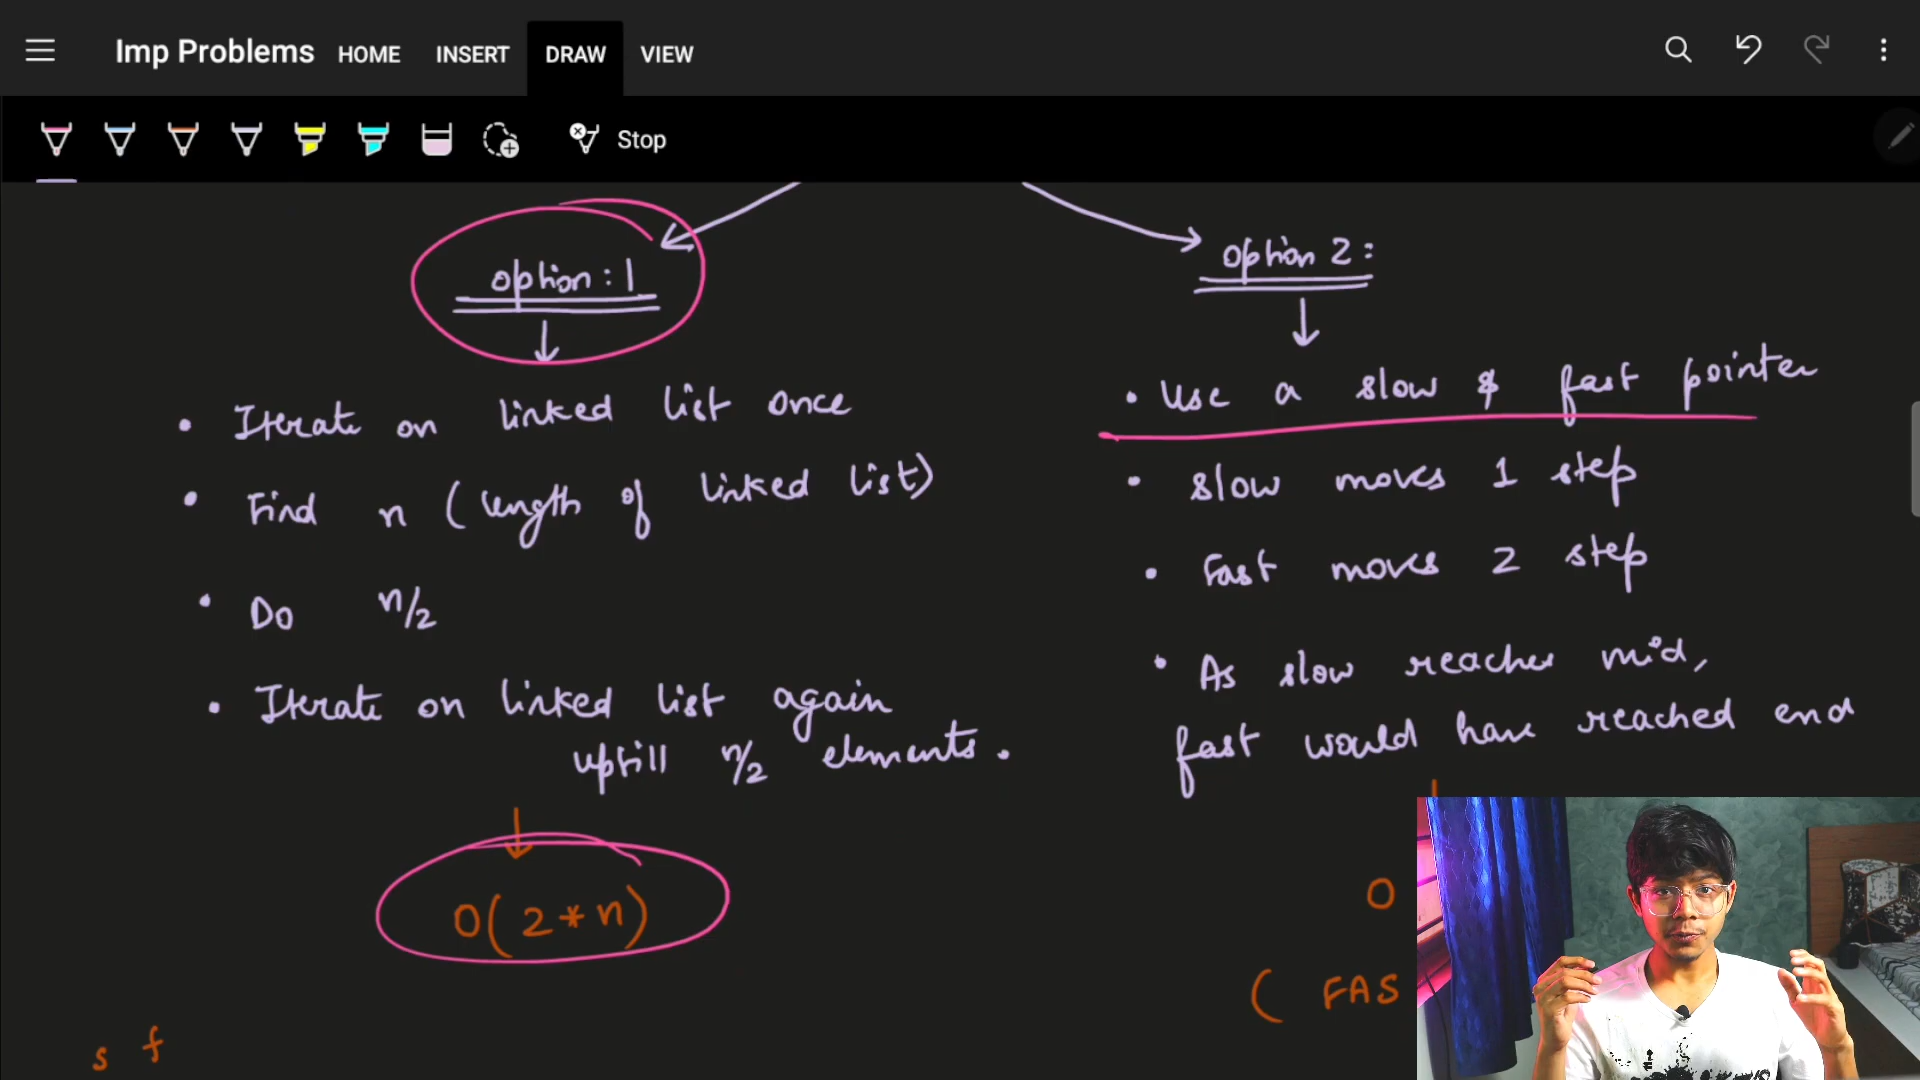 Imp Problems HOME INSERT DRAW VIEW
Stop
option : 1
• Iterate on linked list once
• Find n (length of linked list)
• Do n/2
• Iterate on linked list again
uptill n/2 elements.
O(2*n)
s f
option 2:
• Use a slow & fast pointer
• slow moves 1 step
• Fast moves 2 step
• As slow reaches mid,
fast would have reached end
O
( FAS